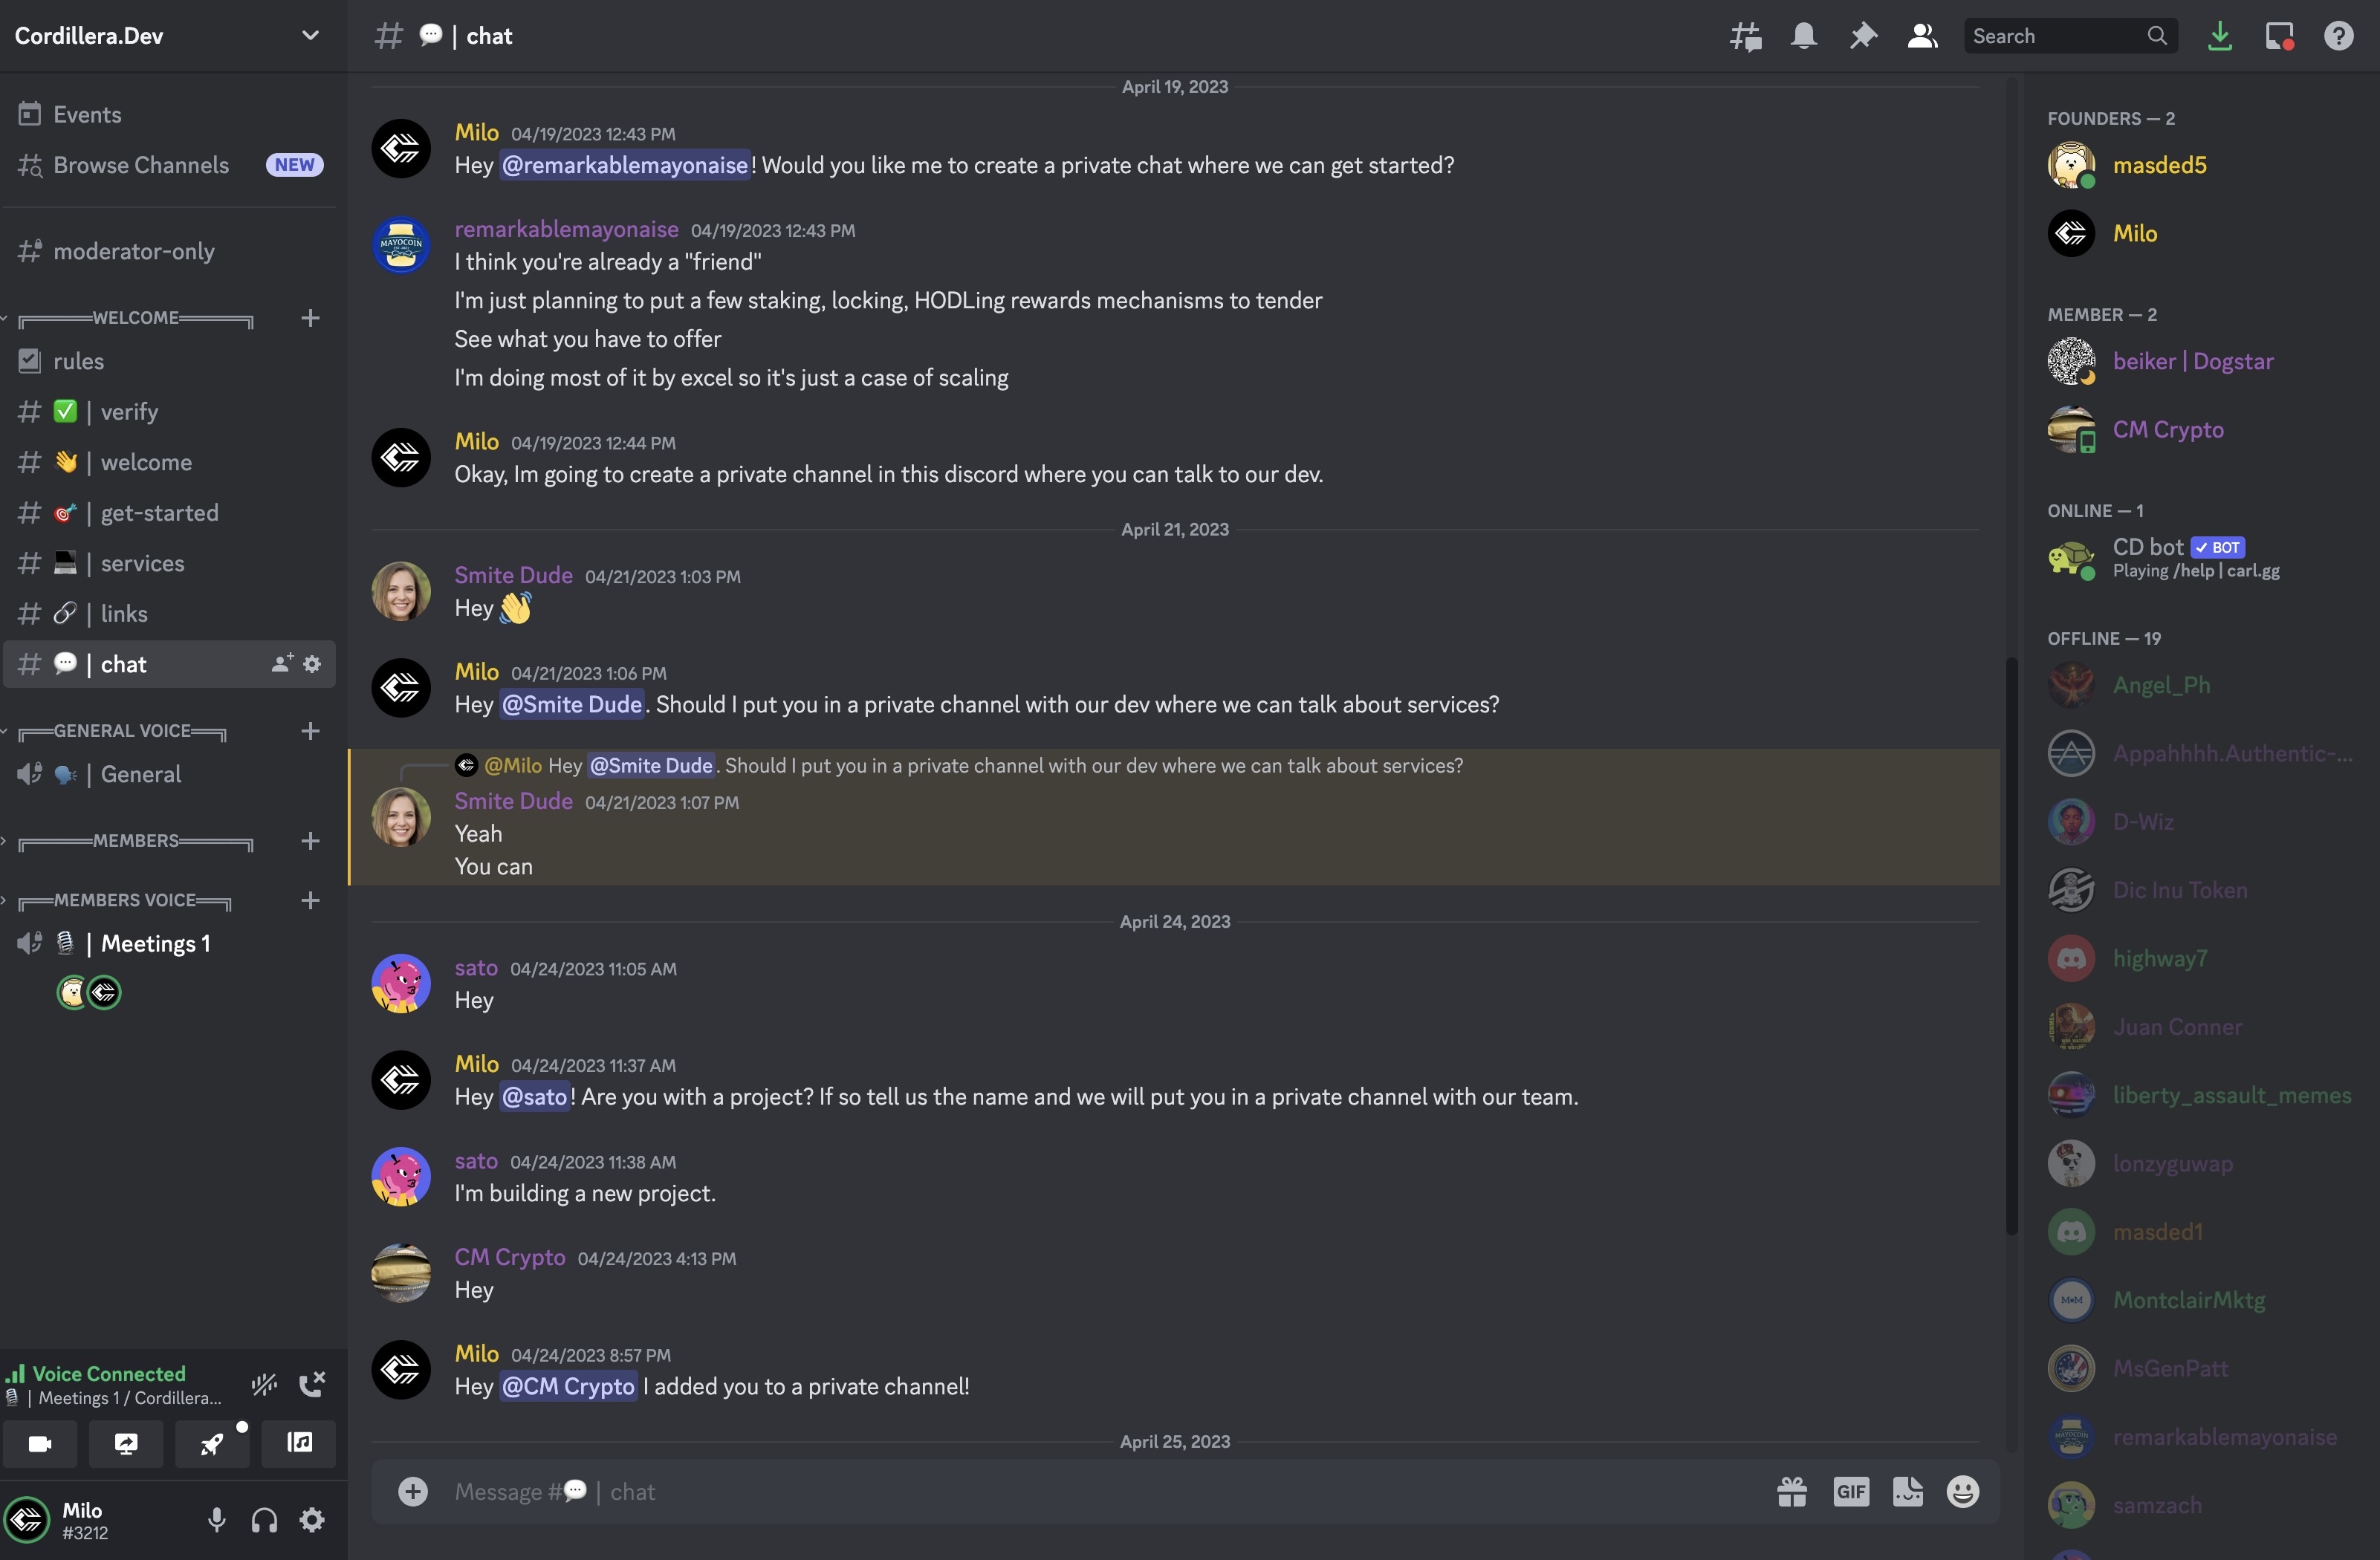 Cordillera.Dev
Events
Browse Channels NEW
moderator-only
WELCOME
rules
| verify
| welcome
| get-started
| services
| links
| chat
GENERAL VOICE
| General
MEMBERS
MEMBERS VOICE
| Meetings 1
Voice Connected
| Meetings 1 / Cordillera...
Milo
#3212
# | chat
Search
April 19, 2023
Milo 04/19/2023 12:43 PM
Hey @remarkablemayonaise! Would you like me to create a private chat where we can get started?
MAYOCOIN
remarkablemayonaise 04/19/2023 12:43 PM
I think you're already a "friend"
I'm just planning to put a few staking, locking, HODLing rewards mechanisms to tender
See what you have to offer
I'm doing most of it by excel so it's just a case of scaling
Milo 04/19/2023 12:44 PM
Okay, Im going to create a private channel in this discord where you can talk to our dev.
April 21, 2023
Smite Dude 04/21/2023 1:03 PM
Hey
Milo 04/21/2023 1:06 PM
Hey @Smite Dude. Should I put you in a private channel with our dev where we can talk about services?
@Milo Hey @Smite Dude. Should I put you in a private channel with our dev where we can talk about services?
Smite Dude 04/21/2023 1:07 PM
Yeah
You can
April 24, 2023
sato 04/24/2023 11:05 AM
Hey
Milo 04/24/2023 11:37 AM
Hey @sato! Are you with a project? If so tell us the name and we will put you in a private channel with our team.
sato 04/24/2023 11:38 AM
I'm building a new project.
CM Crypto 04/24/2023 4:13 PM
Hey
Milo 04/24/2023 8:57 PM
Hey @CM Crypto I added you to a private channel!
April 25, 2023
Message # | chat
GIF
FOUNDERS — 2
masded5
Milo
MEMBER — 2
beiker | Dogstar
CM Crypto
ONLINE — 1
CD bot ✓ BOT
Playing /help | carl.gg
OFFLINE — 19
Angel_Ph
Appahhhh.Authentic-...
D-Wiz
Dic Inu Token
highway7
Juan Conner
liberty_assault_memes
lonzyguwap
masded1
MontclairMktg
MsGenPatt
remarkablemayonaise
samzach